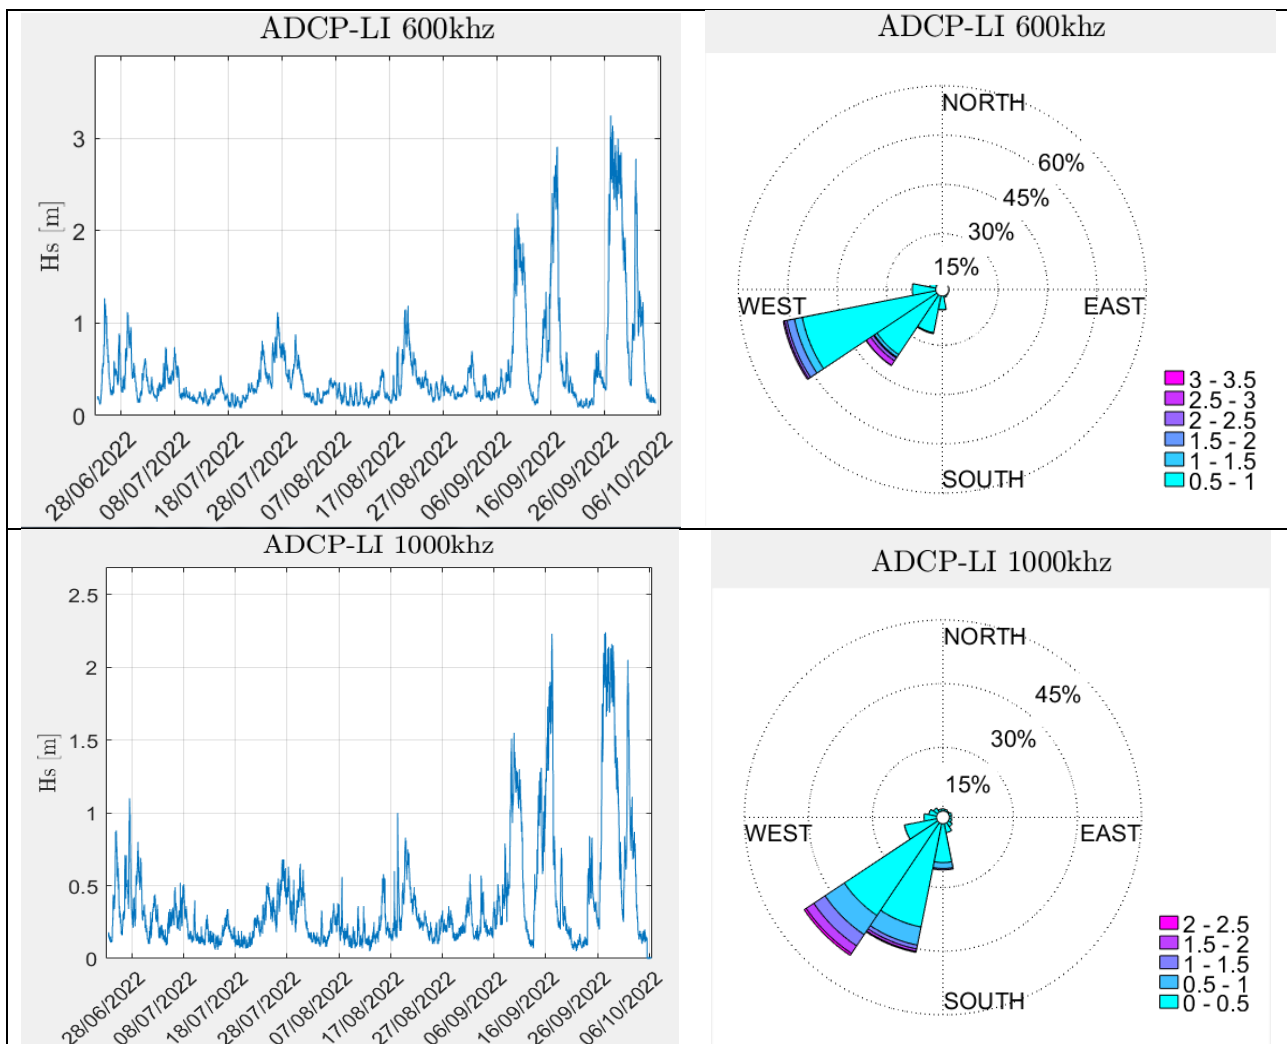 ADCP-LI 600khz
3
2
1
0
Hs [m]
28/06/2022
08/07/2022
18/07/2022
28/07/2022
07/08/2022
17/08/2022
27/08/2022
06/09/2022
16/09/2022
26/09/2022
06/10/2022
ADCP-LI 600khz
NORTH
60%
45%
30%
15%
WEST
EAST
SOUTH
3 - 3.5
2.5 - 3
2 - 2.5
1.5 - 2
1 - 1.5
0.5 - 1
ADCP-LI 1000khz
2.5
2
1.5
1
0.5
0
Hs [m]
28/06/2022
08/07/2022
18/07/2022
28/07/2022
07/08/2022
17/08/2022
27/08/2022
06/09/2022
16/09/2022
26/09/2022
06/10/2022
ADCP-LI 1000khz
NORTH
45%
30%
15%
WEST
EAST
SOUTH
2 - 2.5
1.5 - 2
1 - 1.5
0.5 - 1
0 - 0.5